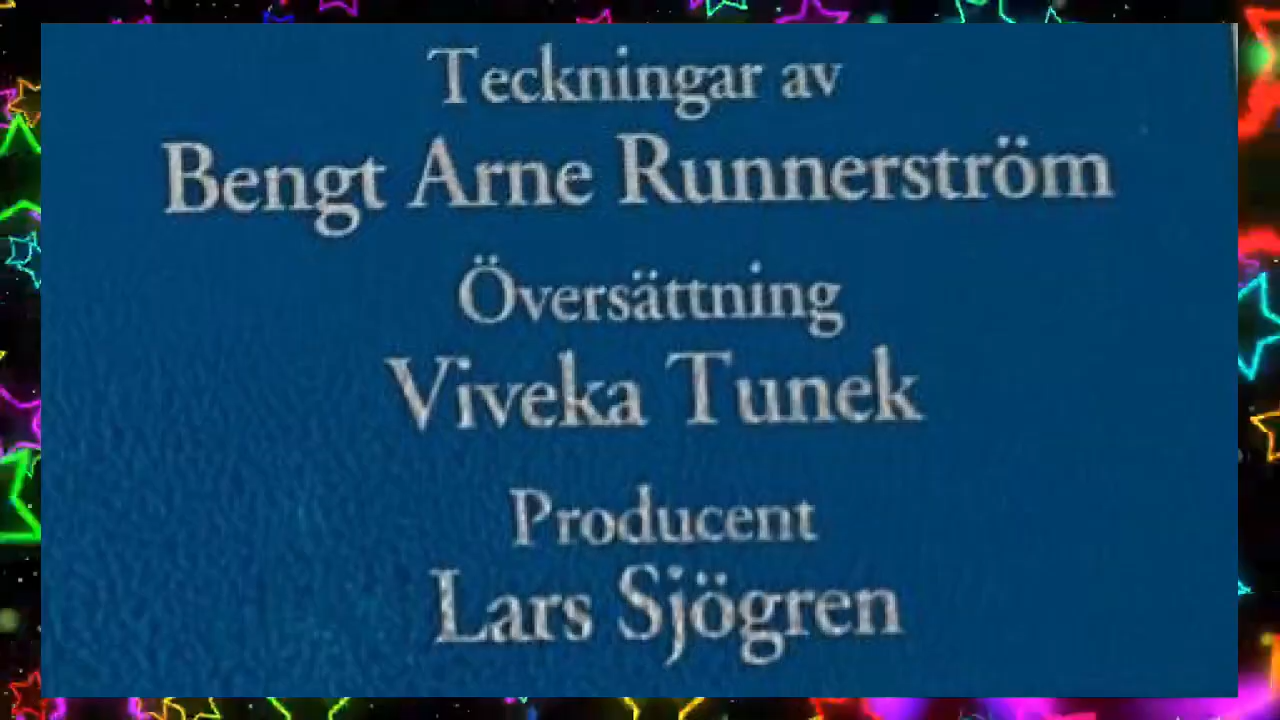 Teckningar av
Bengt Arne Runnerström
Översättning
Viveka Tunek
Producent
Lars Sjögren